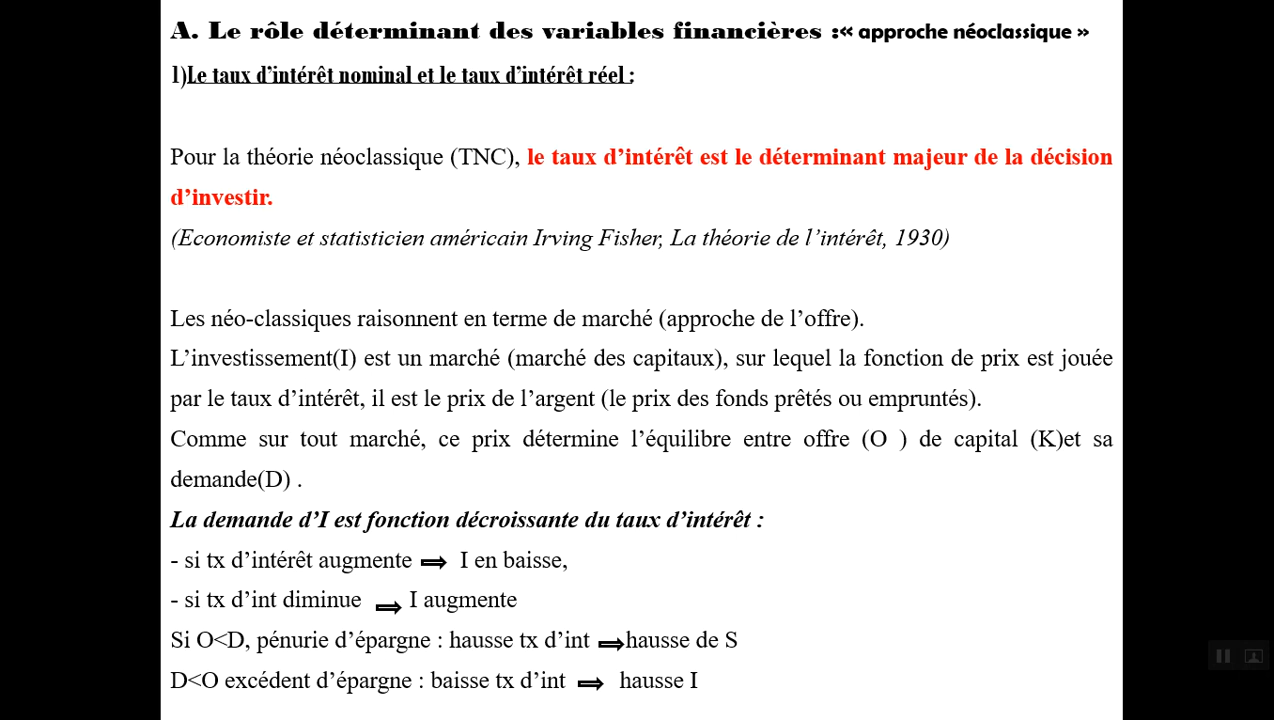 A. Le rôle déterminant des variables financières :« approche néoclassique »
1)Le taux d’intérêt nominal et le taux d’intérêt réel :
Pour la théorie néoclassique (TNC), le taux d’intérêt est le déterminant majeur de la décision
d’investir.
(Economiste et statisticien américain Irving Fisher, La théorie de l’intérêt, 1930)
Les néo-classiques raisonnent en terme de marché (approche de l’offre).
L’investissement(I) est un marché (marché des capitaux), sur lequel la fonction de prix est jouée
par le taux d’intérêt, il est le prix de l’argent (le prix des fonds prêtés ou empruntés).
Comme sur tout marché, ce prix détermine l’équilibre entre offre (O ) de capital (K)et sa
demande(D) .
La demande d’I est fonction décroissante du taux d’intérêt :
- si tx d’intérêt augmente ⇒ I en baisse,
- si tx d’int diminue ⇒ I augmente
Si O<D, pénurie d’épargne : hausse tx d’int ⇒hausse de S
D<O excédent d’épargne : baisse tx d’int ⇒ hausse I